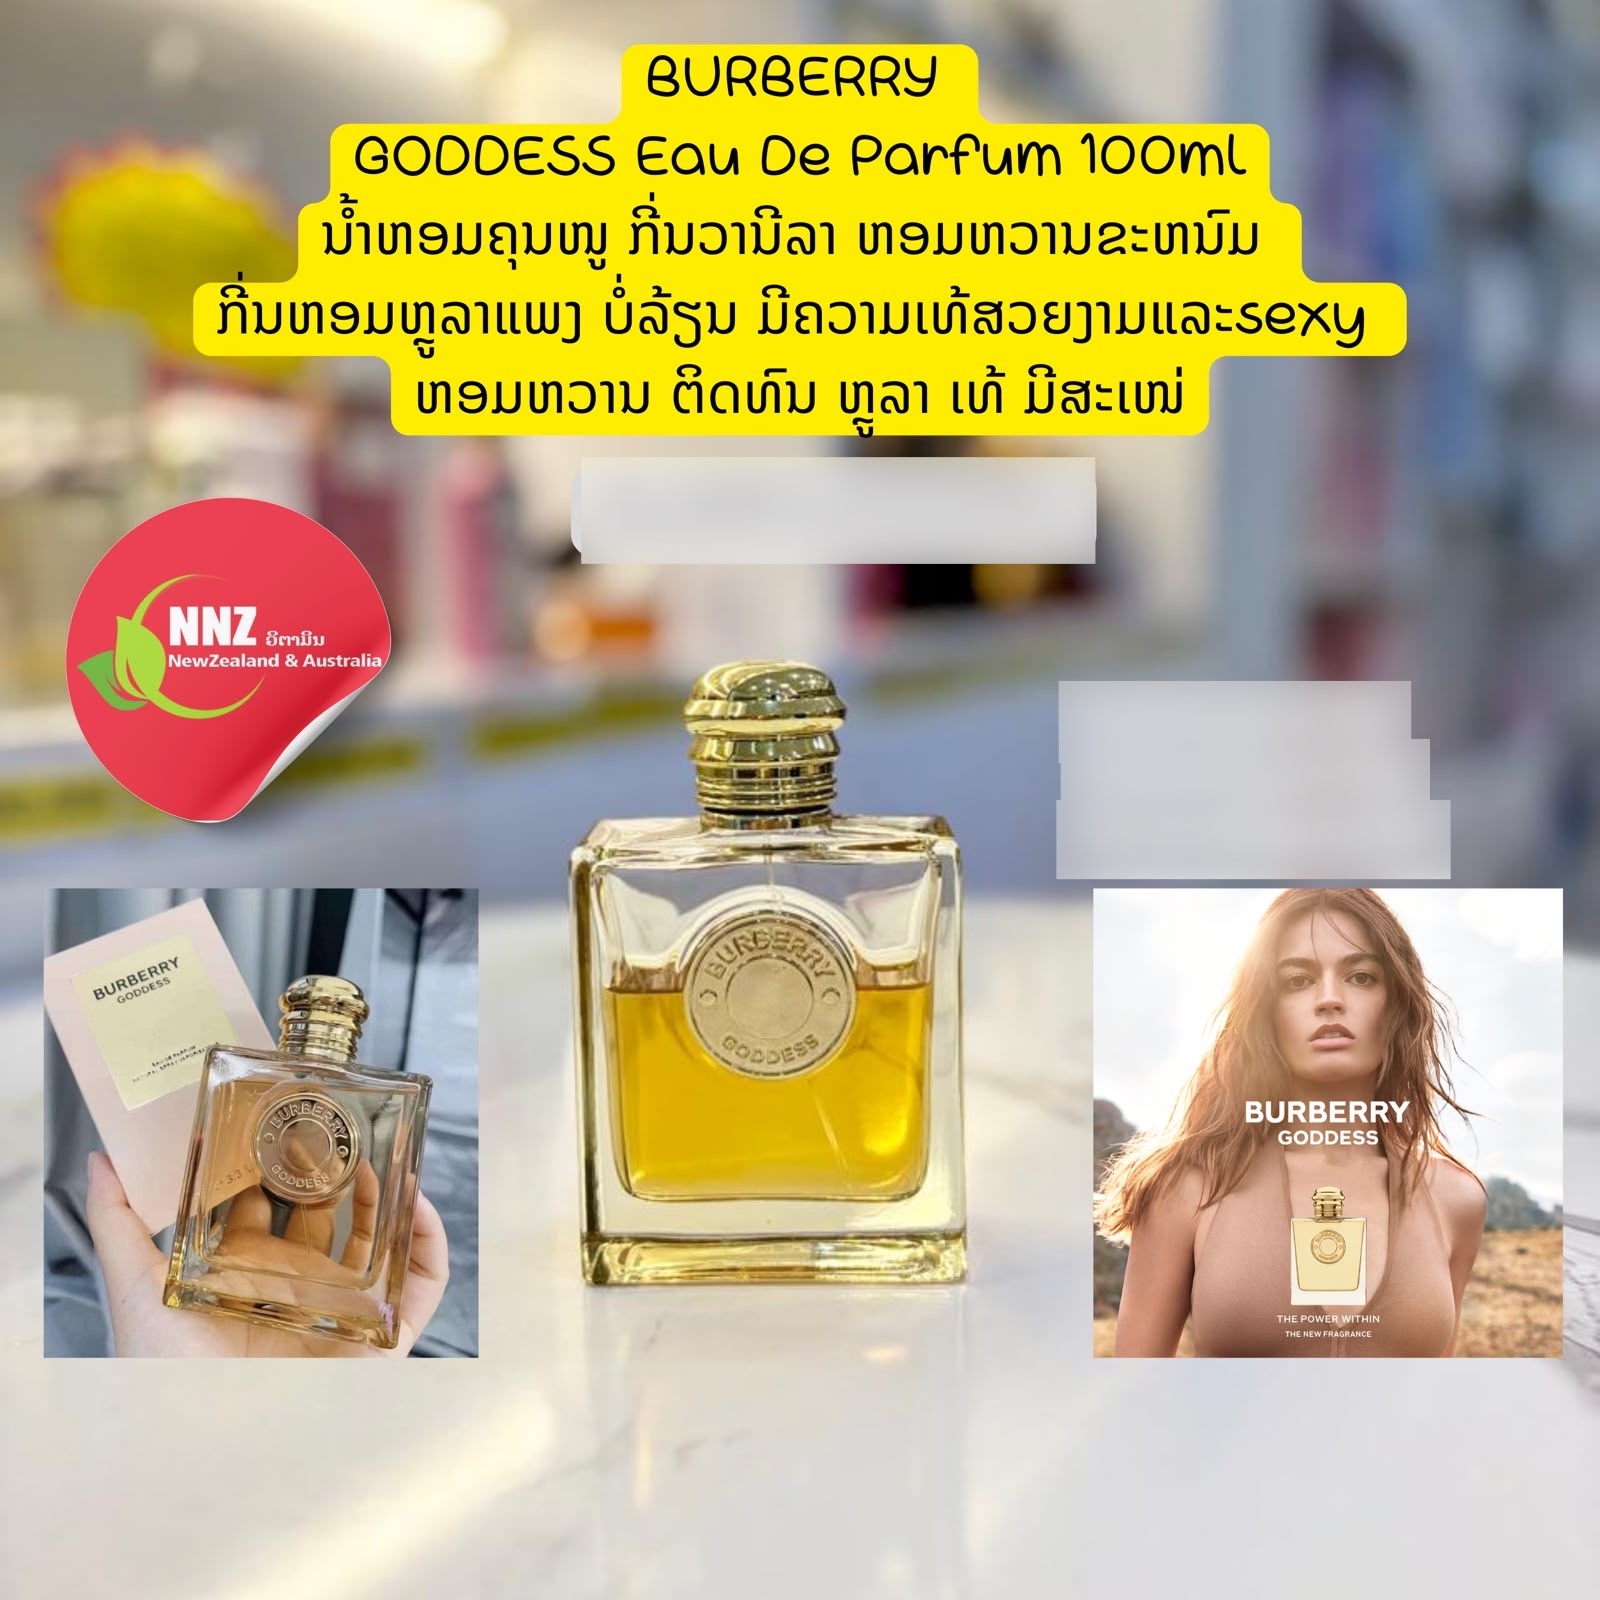 BURBERRY
GODDESS Eau De Parfum 100ml
ນ້ຳຫອມຄຸນໜູ ກິ່ນວານິລາ ຫອມຫວານຂະຫນົມ
ກິ່ນຫອມຫຼູລາແພງ ບໍ່ລ້ຽນ ມີຄວາມເທ້ສວຍງາມແລະsexy
ຫອມຫວານ ຕິດທົນ ຫຼູລາ ເທ້ ມີສະເໜ່
NNZ ວິຕາມິນ
NewZealand & Australia
BURBERRY
GODDESS
BURBERRY
GODDESS
EAU DE PARFUM
BURBERRY
GODDESS
BURBERRY
GODDESS
THE POWER WITHIN
THE NEW FRAGRANCE